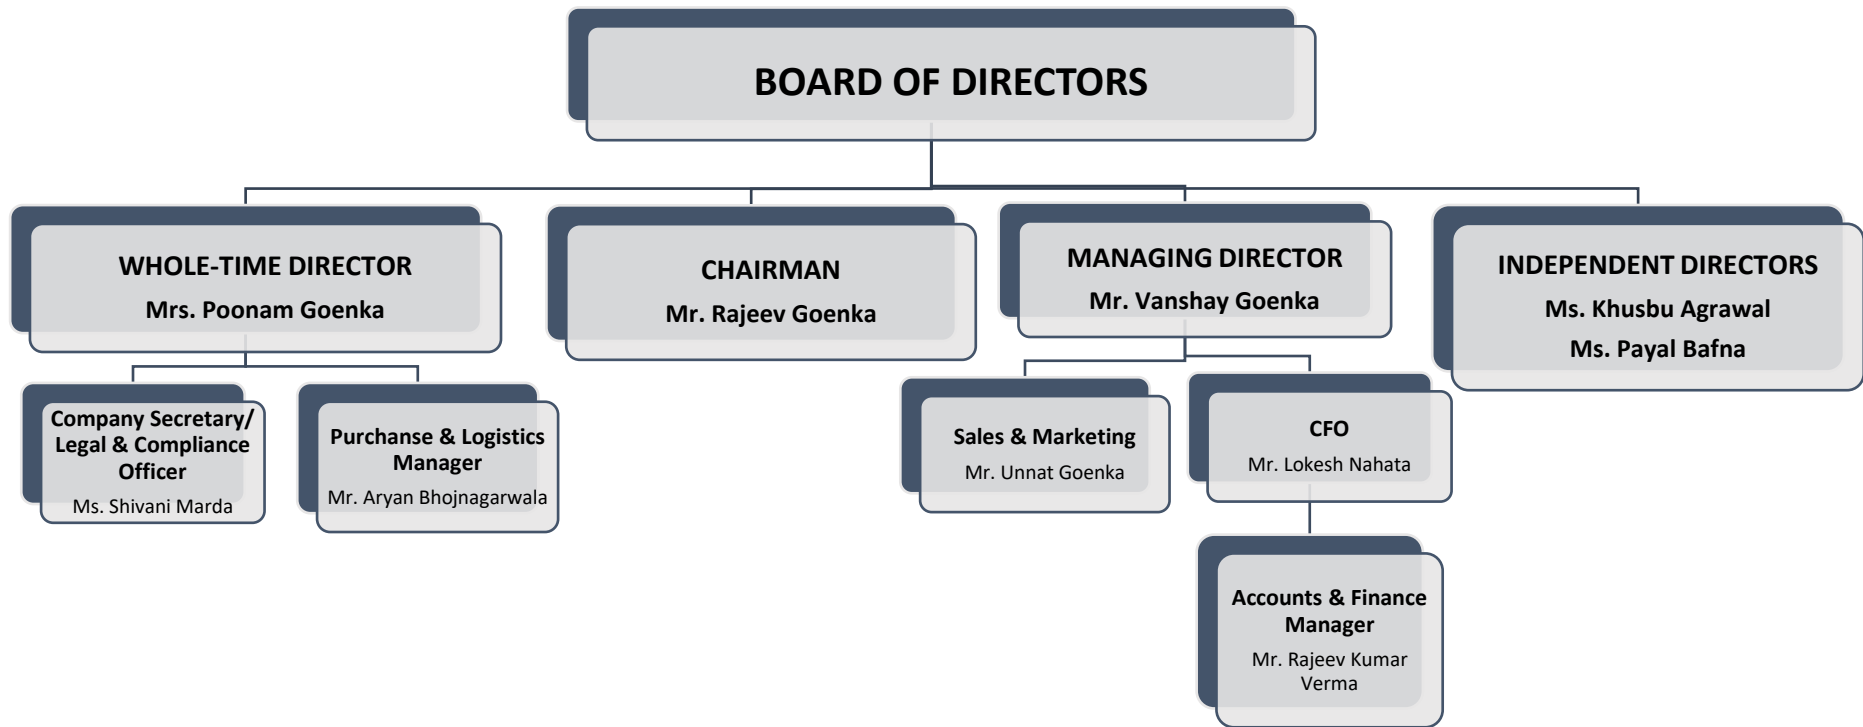 BOARD OF DIRECTORS
WHOLE-TIME DIRECTOR
Mrs. Poonam Goenka
CHAIRMAN
Mr. Rajeev Goenka
MANAGING DIRECTOR
Mr. Vanshay Goenka
INDEPENDENT DIRECTORS
Ms. Khusbu Agrawal
Ms. Payal Bafna
Company Secretary/
Legal & Compliance
Officer
Ms. Shivani Marda
Purchanse & Logistics
Manager
Mr. Aryan Bhojnagarwala
Sales & Marketing
Mr. Unnat Goenka
CFO
Mr. Lokesh Nahata
Accounts & Finance
Manager
Mr. Rajeev Kumar
Verma